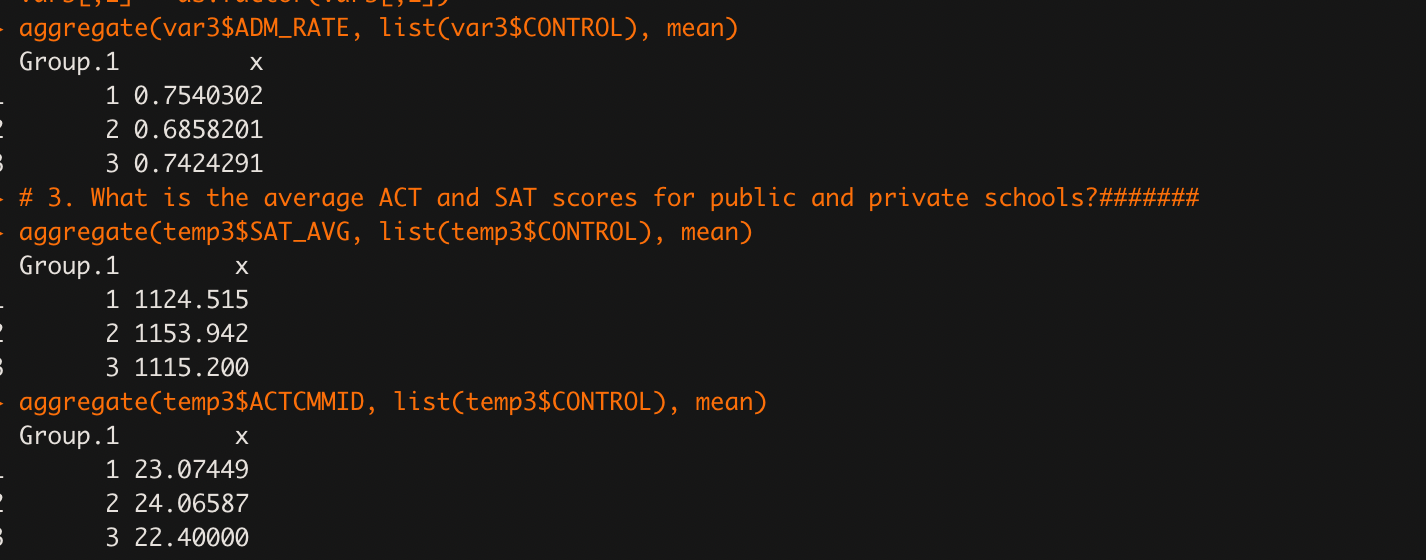 > aggregate(var3$ADM_RATE, list(var3$CONTROL), mean)
Group.1 x
1 1 0.7540302
2 2 0.6858201
3 3 0.7424291
> # 3. What is the average ACT and SAT scores for public and private schools?#######
> aggregate(temp3$SAT_AVG, list(temp3$CONTROL), mean)
Group.1 x
1 1 1124.515
2 2 1153.942
3 3 1115.200
> aggregate(temp3$ACTCMMID, list(temp3$CONTROL), mean)
Group.1 x
1 1 23.07449
2 2 24.06587
3 3 22.40000